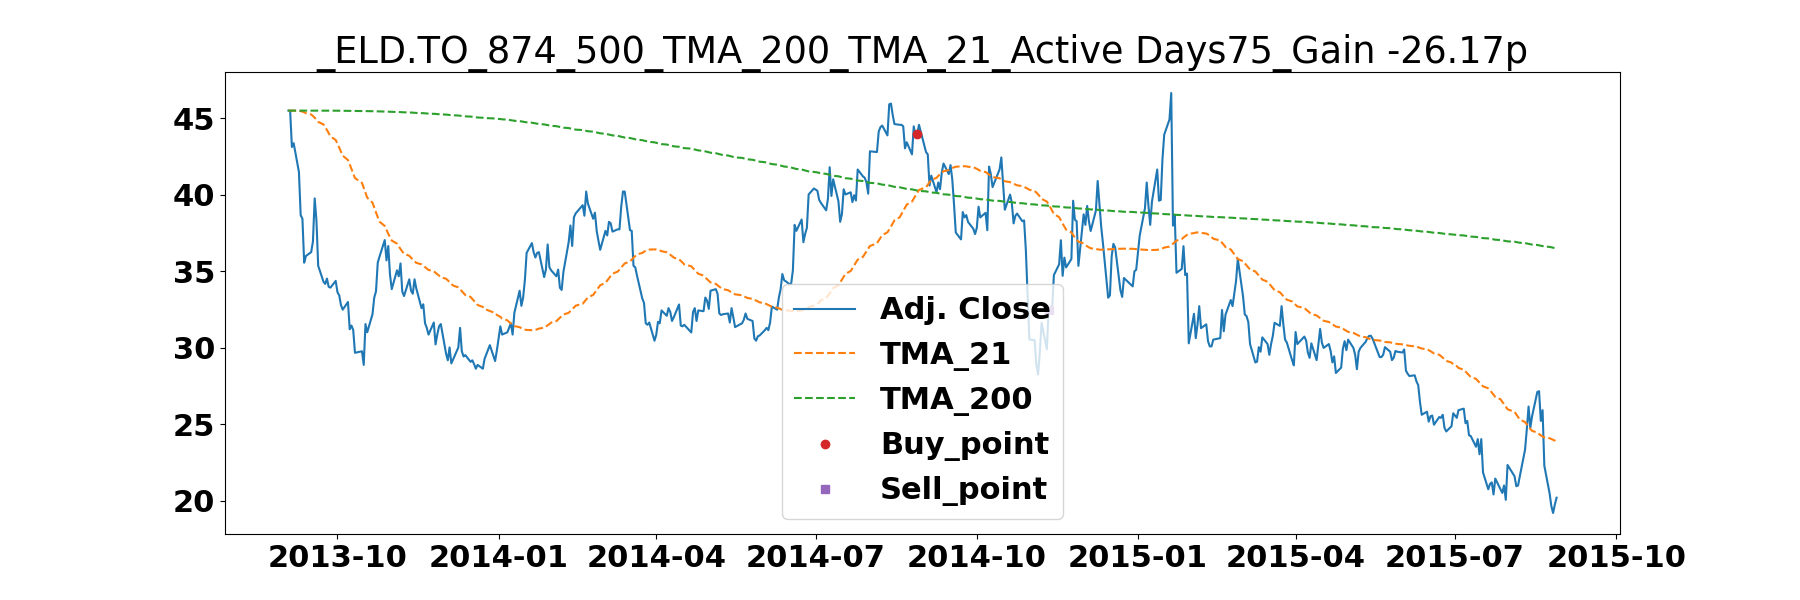 _ELD.TO_874_500_TMA_200_TMA_21_Active Days75_Gain -26.17p
45
40
35
30
25
20
Adj. Close
TMA_21
TMA_200
Buy_point
Sell_point
2013-10 2014-01 2014-04 2014-07 2014-10 2015-01 2015-04 2015-07 2015-10